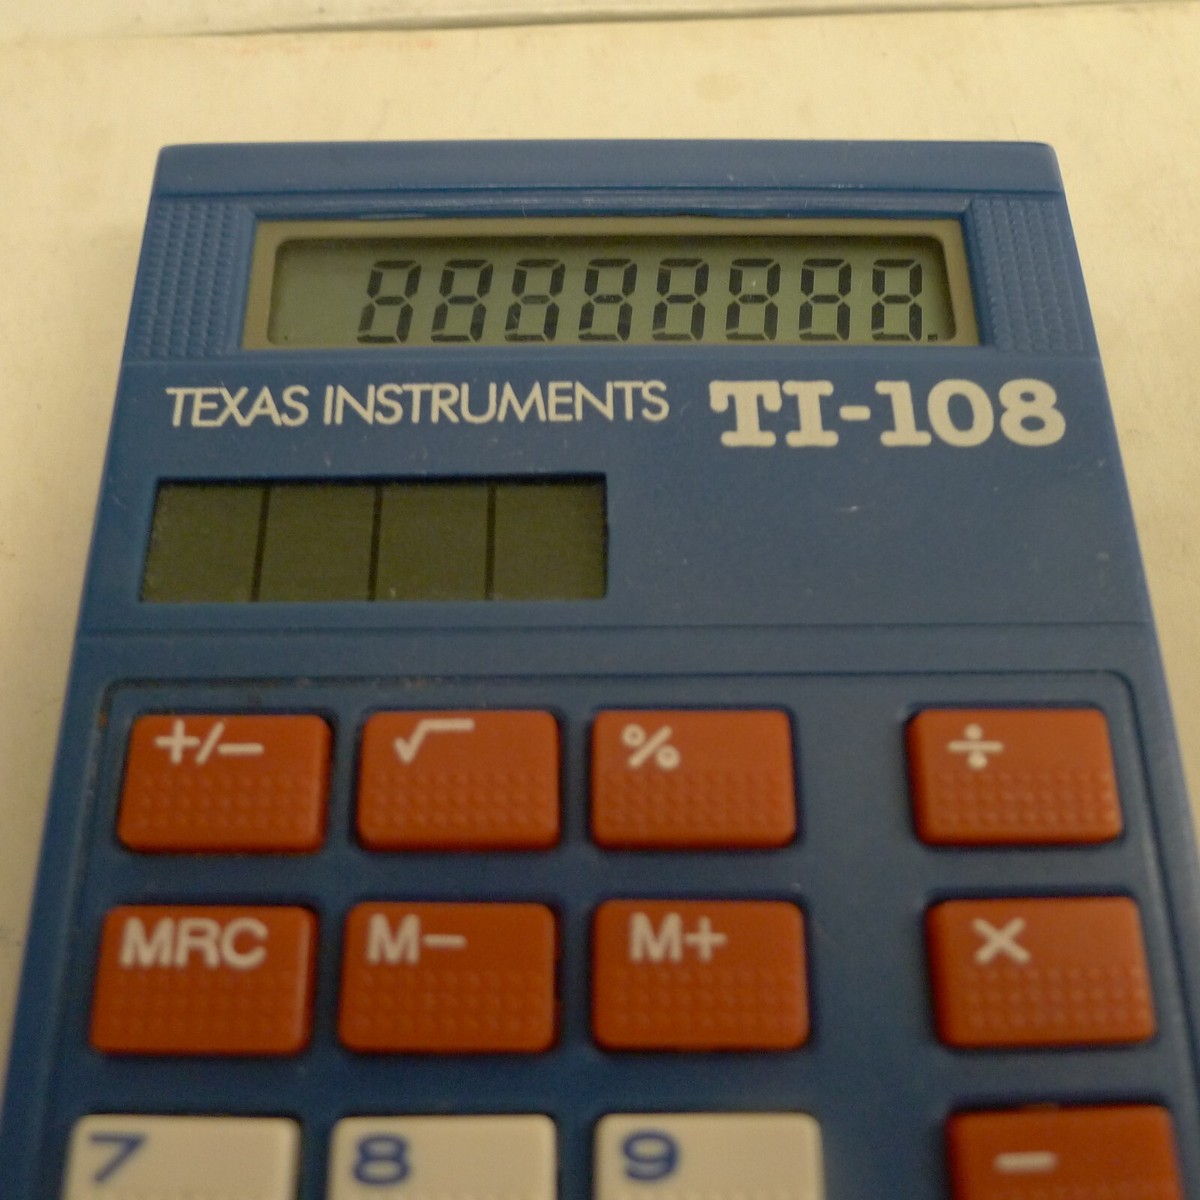 88888888.
TEXAS INSTRUMENTS TI-108
+/− √ % ÷
MRC M− M+ ×
7 8 9 −